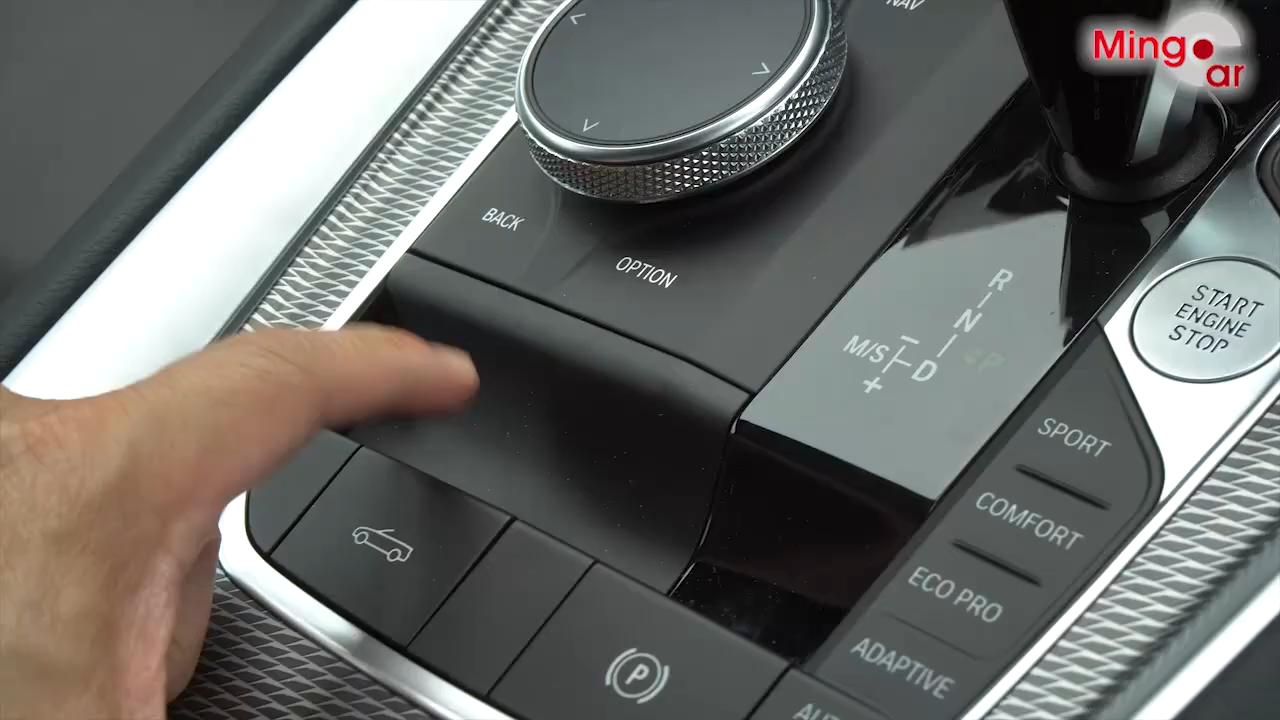 NAV
Ming
ar
BACK
OPTION
R
N
M/S
D
P
+
START
ENGINE
STOP
SPORT
COMFORT
ECO PRO
ADAPTIVE
P